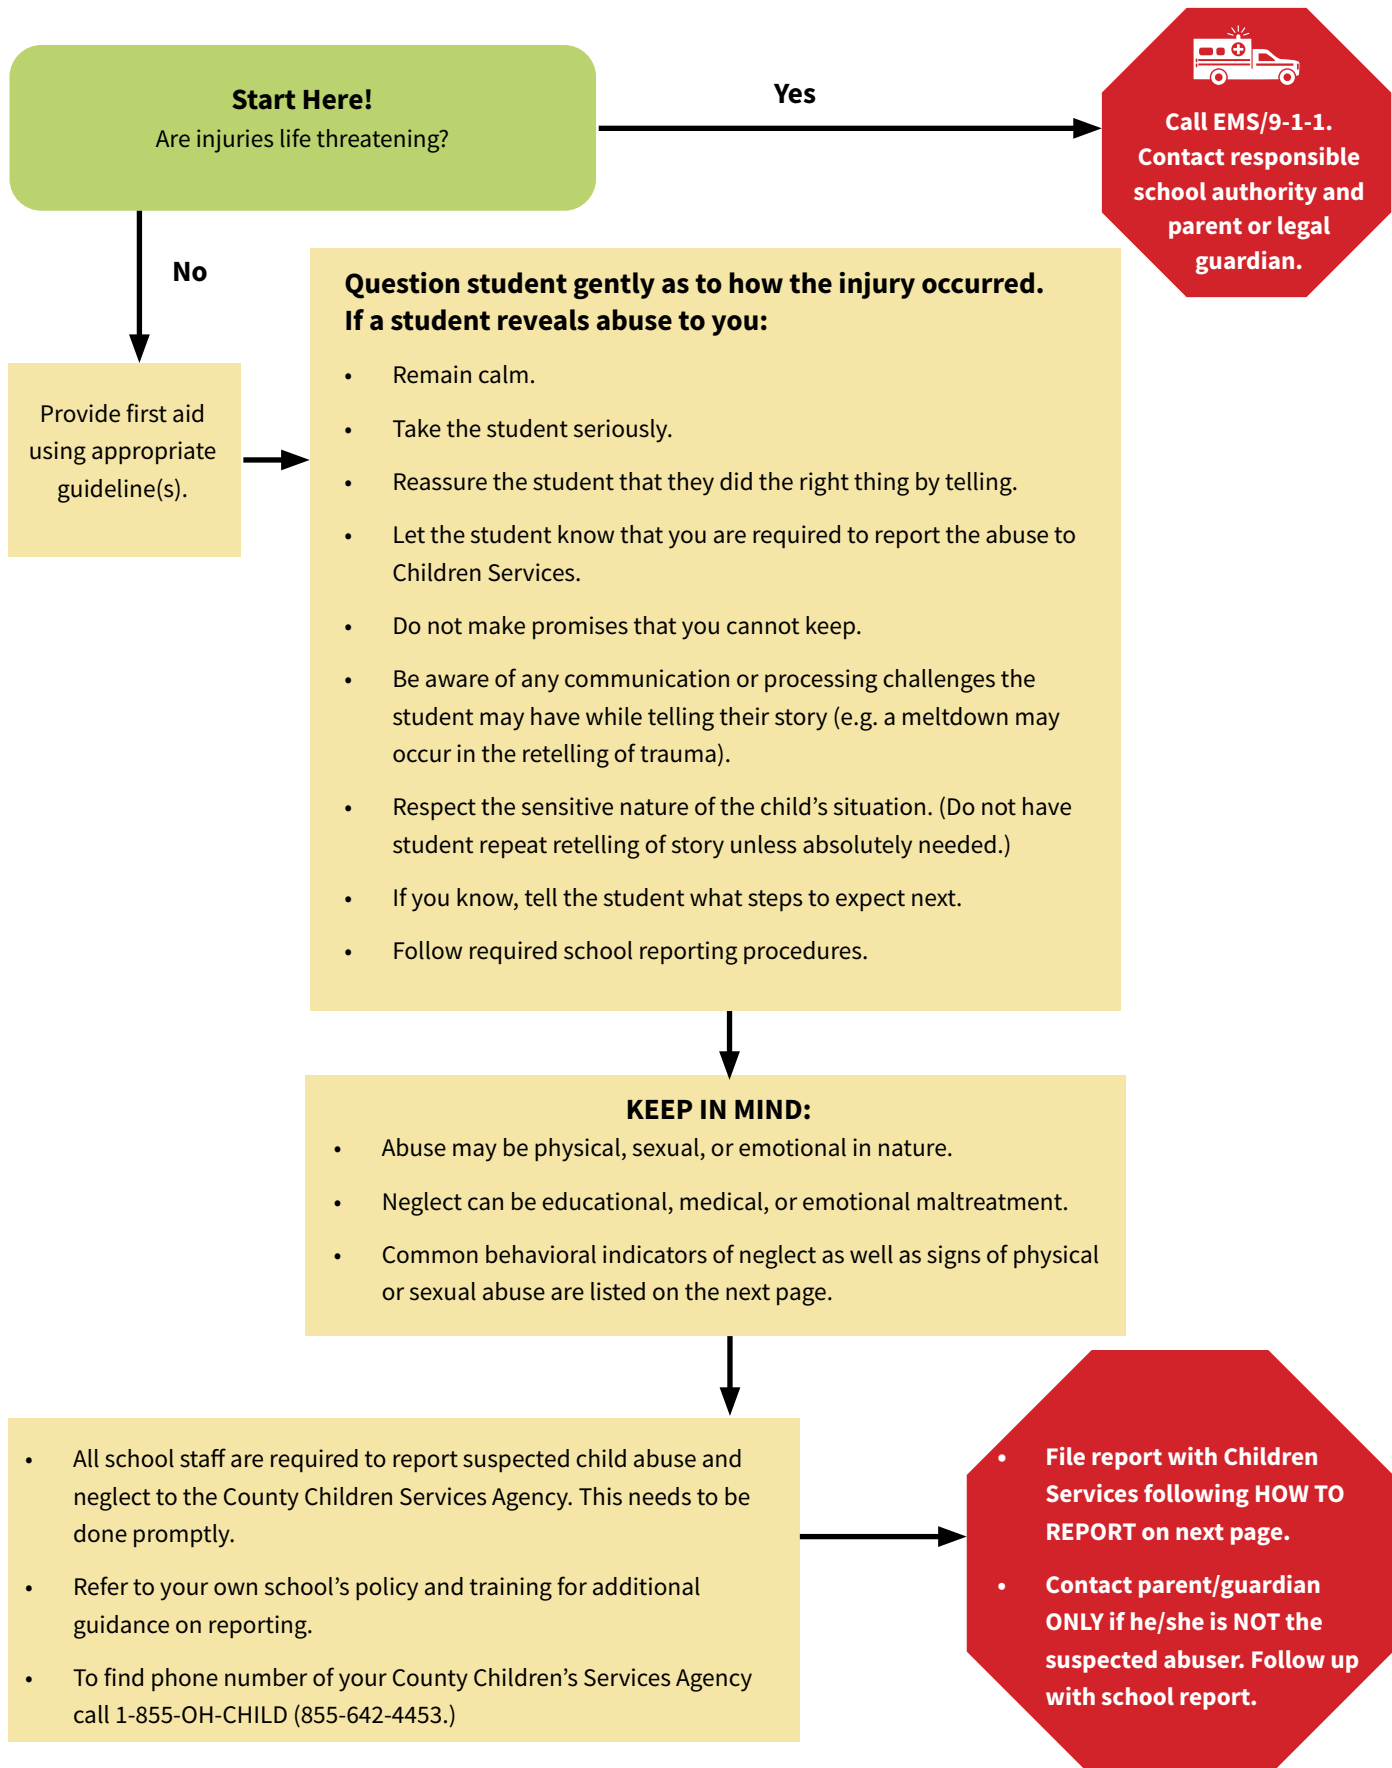 Start Here!
Are injuries life threatening?
Yes
Call EMS/9-1-1.
Contact responsible
school authority and
parent or legal
guardian.
No
Provide first aid
using appropriate
guideline(s).
Question student gently as to how the injury occurred.
If a student reveals abuse to you:
• Remain calm.
• Take the student seriously.
• Reassure the student that they did the right thing by telling.
• Let the student know that you are required to report the abuse to
Children Services.
• Do not make promises that you cannot keep.
• Be aware of any communication or processing challenges the
student may have while telling their story (e.g. a meltdown may
occur in the retelling of trauma).
• Respect the sensitive nature of the child’s situation. (Do not have
student repeat retelling of story unless absolutely needed.)
• If you know, tell the student what steps to expect next.
• Follow required school reporting procedures.
KEEP IN MIND:
• Abuse may be physical, sexual, or emotional in nature.
• Neglect can be educational, medical, or emotional maltreatment.
• Common behavioral indicators of neglect as well as signs of physical
or sexual abuse are listed on the next page.
• All school staff are required to report suspected child abuse and
neglect to the County Children Services Agency. This needs to be
done promptly.
• Refer to your own school’s policy and training for additional
guidance on reporting.
• To find phone number of your County Children’s Services Agency
call 1-855-OH-CHILD (855-642-4453.)
• File report with Children
Services following HOW TO
REPORT on next page.
• Contact parent/guardian
ONLY if he/she is NOT the
suspected abuser. Follow up
with school report.